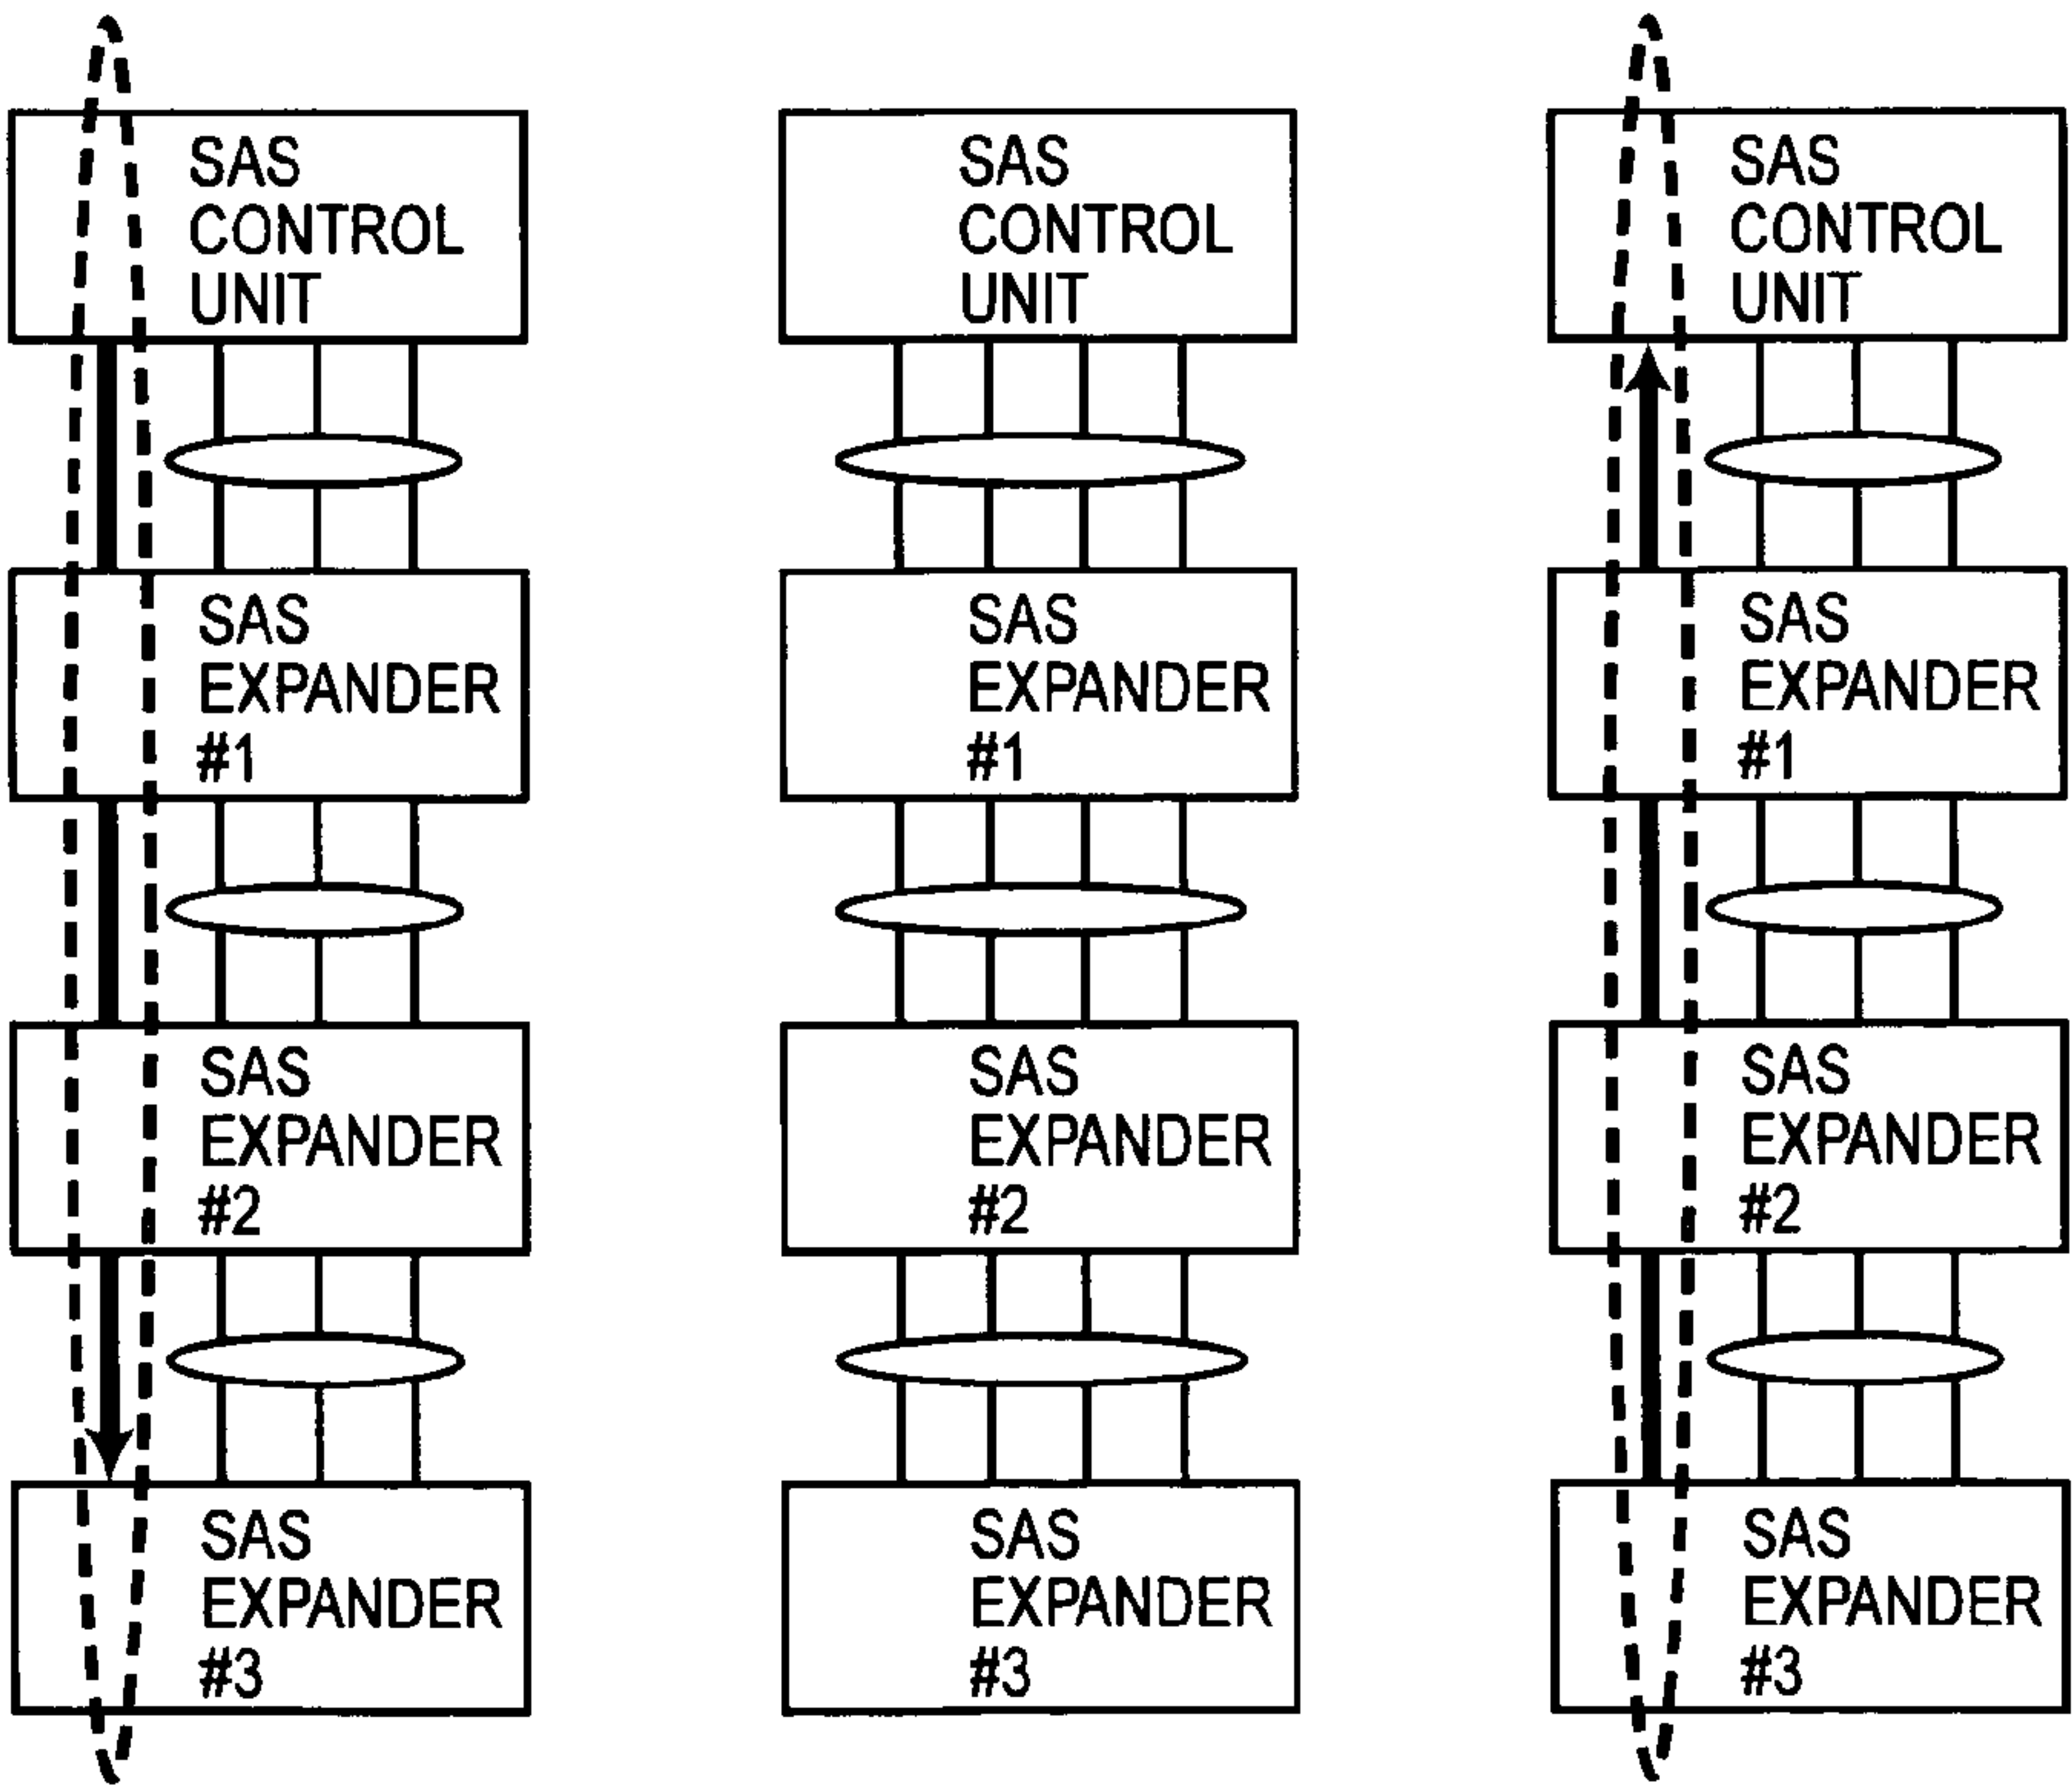 SAS
CONTROL
UNIT
SAS
EXPANDER
#1
SAS
EXPANDER
#2
SAS
EXPANDER
#3
SAS
CONTROL
UNIT
SAS
EXPANDER
#1
SAS
EXPANDER
#2
SAS
EXPANDER
#3
SAS
CONTROL
UNIT
SAS
EXPANDER
#1
SAS
EXPANDER
#2
SAS
EXPANDER
#3